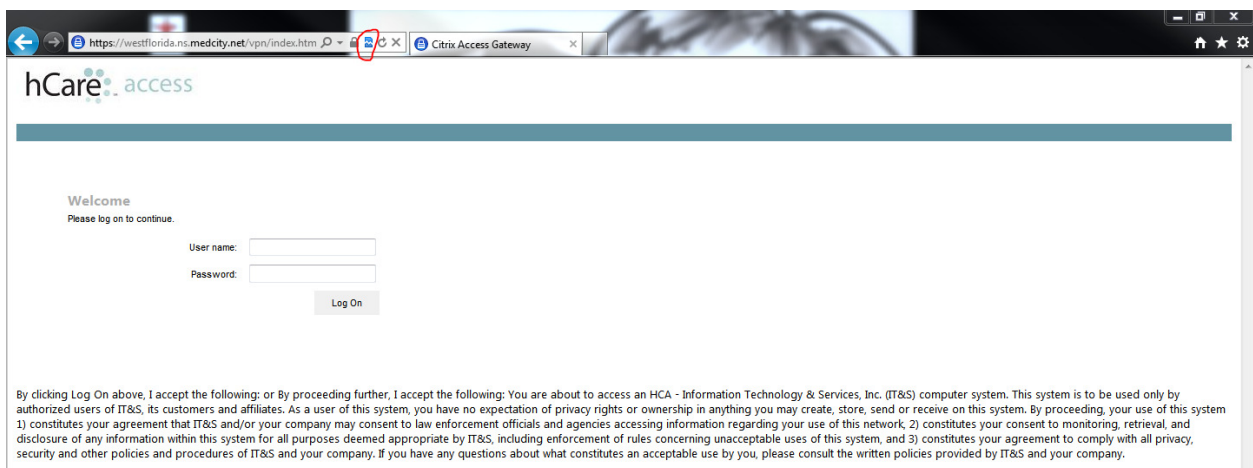 https://westflorida.ns.medcity.net/vpn/index.htm
Citrix Access Gateway
hCare access
Welcome
Please log on to continue.
User name:
Password:
Log On
By clicking Log On above, I accept the following: or By proceeding further, I accept the following: You are about to access an HCA - Information Technology & Services, Inc. (IT&S) computer system. This system is to be used only by
authorized users of IT&S, its customers and affiliates. As a user of this system, you have no expectation of privacy rights or ownership in anything you may create, store, send or receive on this system. By proceeding, your use of this system
1) constitutes your agreement that IT&S and/or your company may consent to law enforcement officials and agencies accessing information regarding your use of this network, 2) constitutes your consent to monitoring, retrieval, and
disclosure of any information within this system for all purposes deemed appropriate by IT&S, including enforcement of rules concerning unacceptable uses of this system, and 3) constitutes your agreement to comply with all privacy,
security and other policies and procedures of IT&S and your company. If you have any questions about what constitutes an acceptable use by you, please consult the written policies provided by IT&S and your company.